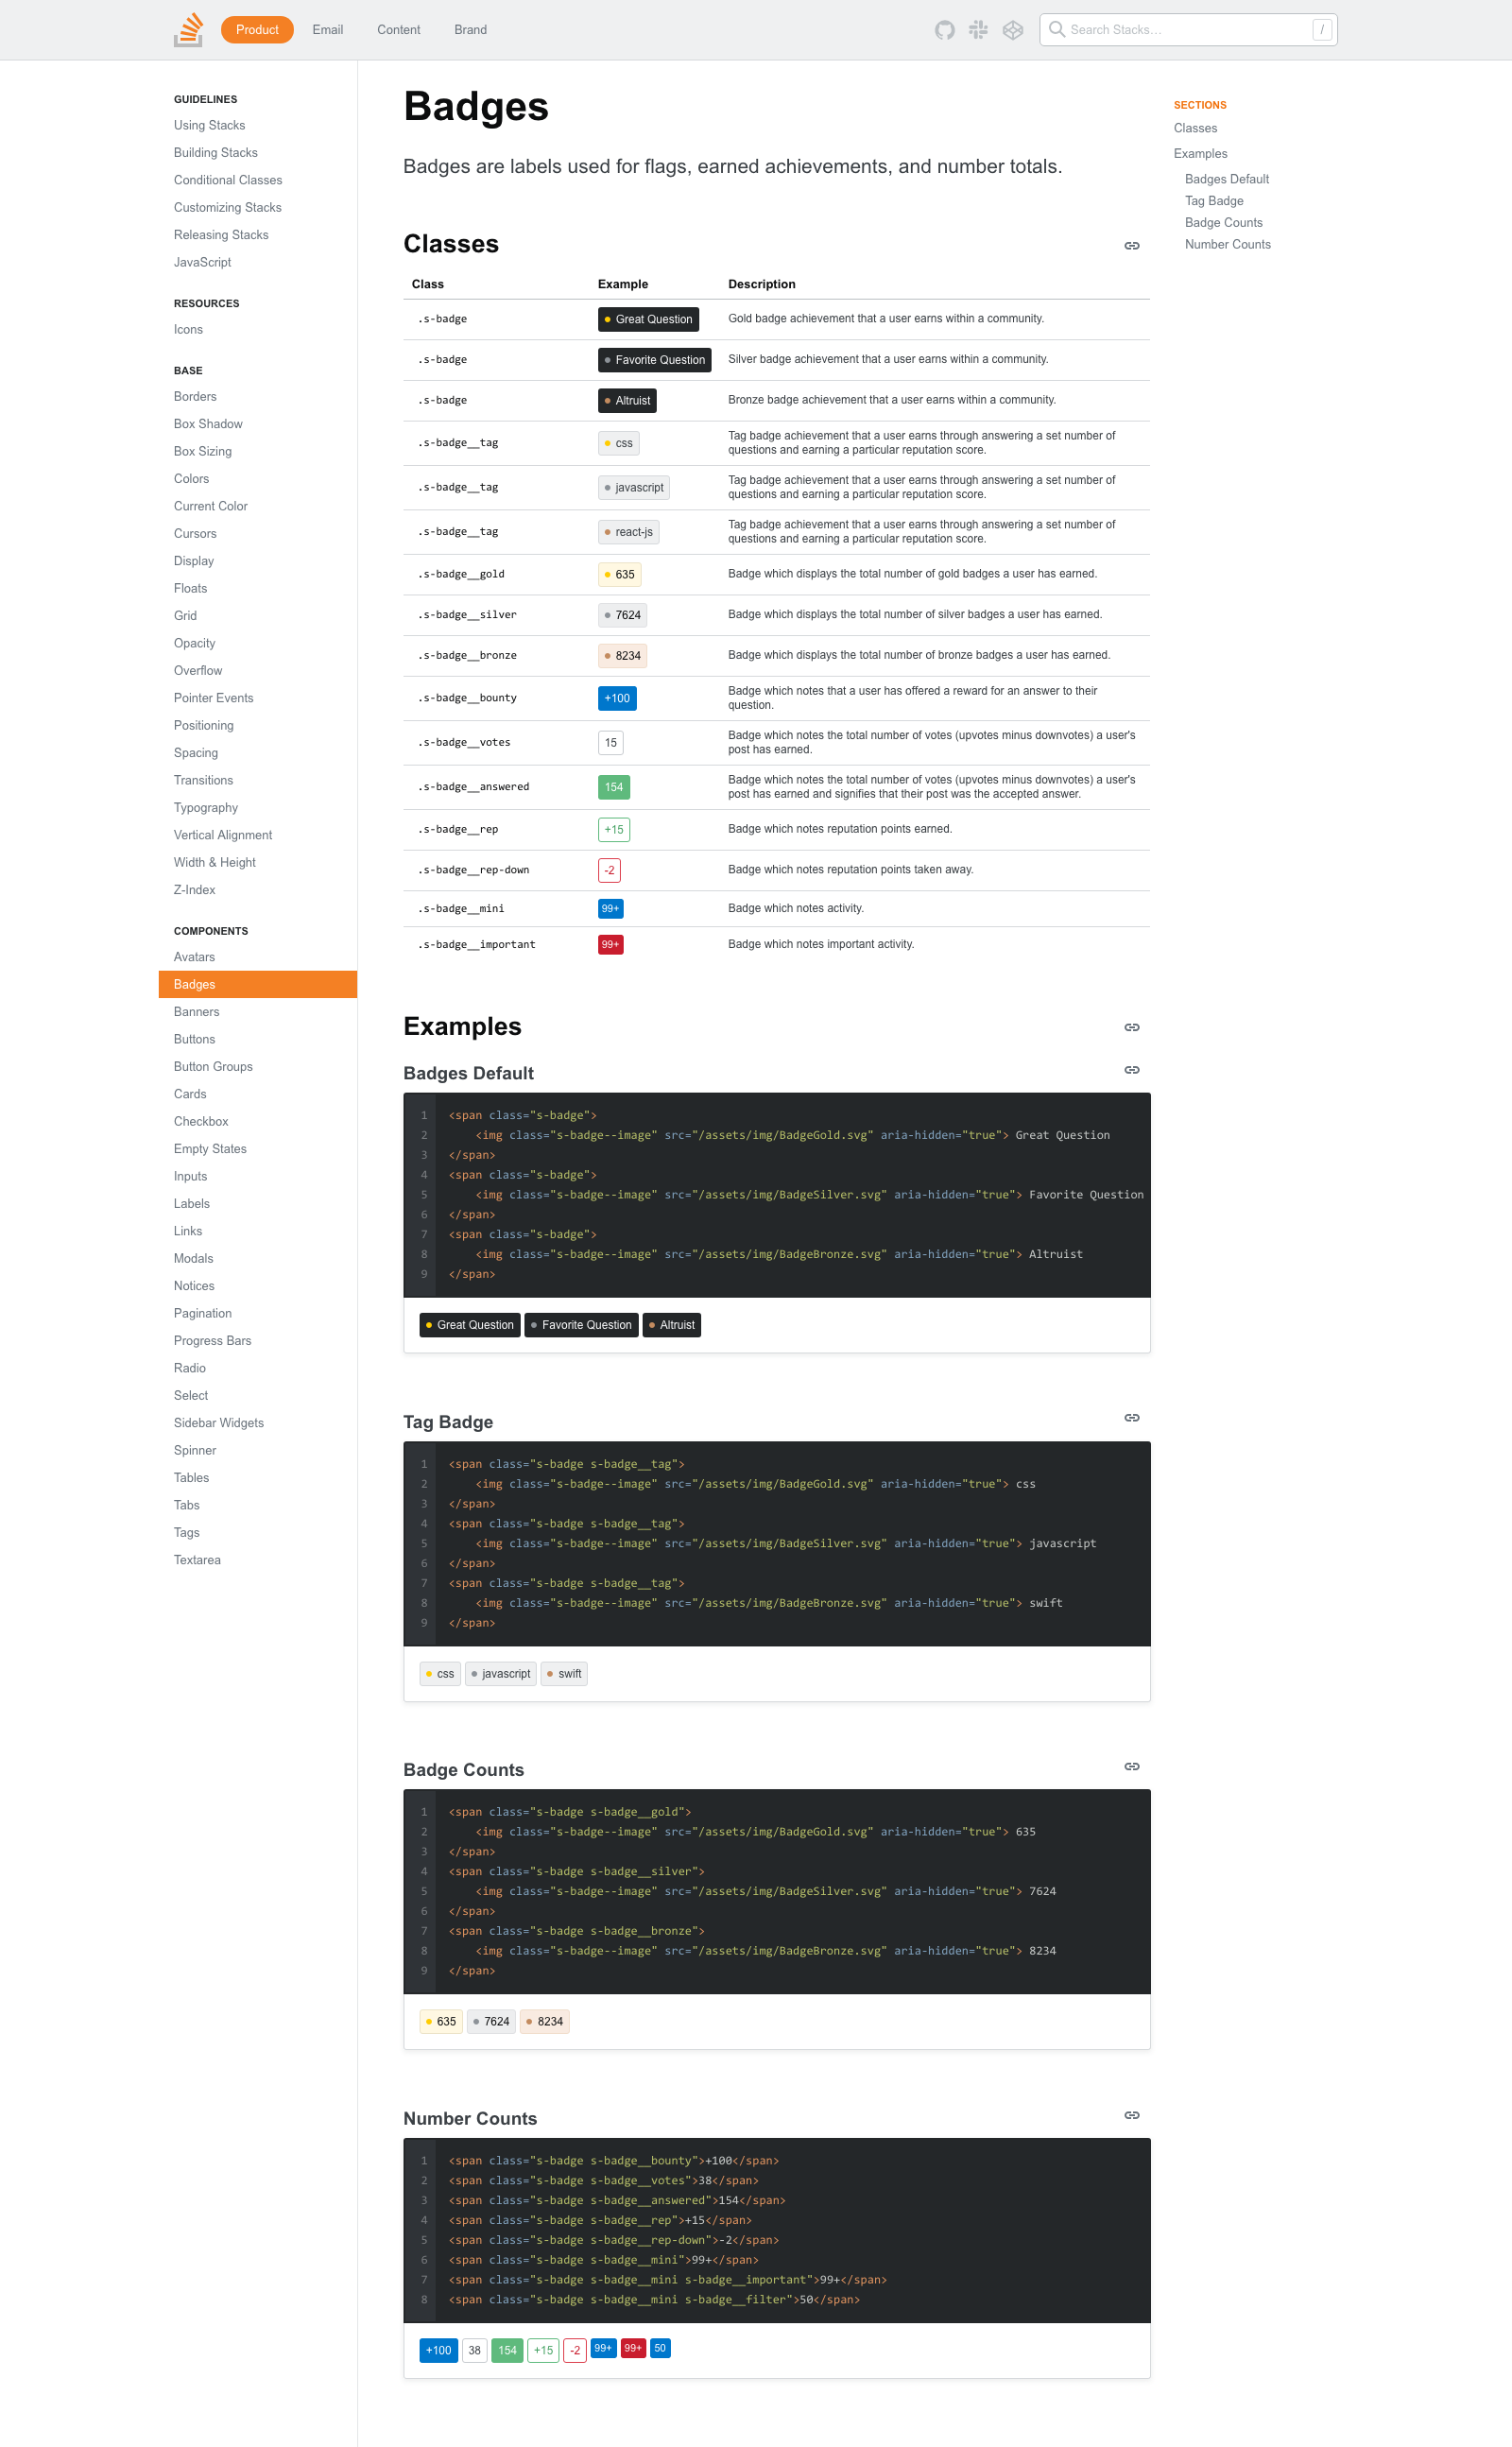 Product Email Content Brand
Search Stacks…
/
GUIDELINES
Using Stacks
Building Stacks
Conditional Classes
Customizing Stacks
Releasing Stacks
JavaScript
RESOURCES
Icons
BASE
Borders
Box Shadow
Box Sizing
Colors
Current Color
Cursors
Display
Floats
Grid
Opacity
Overflow
Pointer Events
Positioning
Spacing
Transitions
Typography
Vertical Alignment
Width & Height
Z-Index
COMPONENTS
Avatars
Badges
Banners
Buttons
Button Groups
Cards
Checkbox
Empty States
Inputs
Labels
Links
Modals
Notices
Pagination
Progress Bars
Radio
Select
Sidebar Widgets
Spinner
Tables
Tabs
Tags
Textarea
Badges
Badges are labels used for flags, earned achievements, and number totals.
Classes
Class Example Description
.s-badge Great Question Gold badge achievement that a user earns within a community.
.s-badge Favorite Question Silver badge achievement that a user earns within a community.
.s-badge Altruist Bronze badge achievement that a user earns within a community.
.s-badge__tag css Tag badge achievement that a user earns through answering a set number of
questions and earning a particular reputation score.
.s-badge__tag javascript Tag badge achievement that a user earns through answering a set number of
questions and earning a particular reputation score.
.s-badge__tag react-js Tag badge achievement that a user earns through answering a set number of
questions and earning a particular reputation score.
.s-badge__gold 635 Badge which displays the total number of gold badges a user has earned.
.s-badge__silver 7624 Badge which displays the total number of silver badges a user has earned.
.s-badge__bronze 8234 Badge which displays the total number of bronze badges a user has earned.
.s-badge__bounty +100 Badge which notes that a user has offered a reward for an answer to their
question.
.s-badge__votes 15 Badge which notes the total number of votes (upvotes minus downvotes) a user's
post has earned.
.s-badge__answered 154 Badge which notes the total number of votes (upvotes minus downvotes) a user's
post has earned and signifies that their post was the accepted answer.
.s-badge__rep +15 Badge which notes reputation points earned.
.s-badge__rep-down -2 Badge which notes reputation points taken away.
.s-badge__mini 99+ Badge which notes activity.
.s-badge__important 99+ Badge which notes important activity.
Examples
Badges Default
1 <span class="s-badge">
2 <img class="s-badge--image" src="/assets/img/BadgeGold.svg" aria-hidden="true"> Great Question
3 </span>
4 <span class="s-badge">
5 <img class="s-badge--image" src="/assets/img/BadgeSilver.svg" aria-hidden="true"> Favorite Question
6 </span>
7 <span class="s-badge">
8 <img class="s-badge--image" src="/assets/img/BadgeBronze.svg" aria-hidden="true"> Altruist
9 </span>
Great Question Favorite Question Altruist
Tag Badge
1 <span class="s-badge s-badge__tag">
2 <img class="s-badge--image" src="/assets/img/BadgeGold.svg" aria-hidden="true"> css
3 </span>
4 <span class="s-badge s-badge__tag">
5 <img class="s-badge--image" src="/assets/img/BadgeSilver.svg" aria-hidden="true"> javascript
6 </span>
7 <span class="s-badge s-badge__tag">
8 <img class="s-badge--image" src="/assets/img/BadgeBronze.svg" aria-hidden="true"> swift
9 </span>
css javascript swift
Badge Counts
1 <span class="s-badge s-badge__gold">
2 <img class="s-badge--image" src="/assets/img/BadgeGold.svg" aria-hidden="true"> 635
3 </span>
4 <span class="s-badge s-badge__silver">
5 <img class="s-badge--image" src="/assets/img/BadgeSilver.svg" aria-hidden="true"> 7624
6 </span>
7 <span class="s-badge s-badge__bronze">
8 <img class="s-badge--image" src="/assets/img/BadgeBronze.svg" aria-hidden="true"> 8234
9 </span>
635 7624 8234
Number Counts
1 <span class="s-badge s-badge__bounty">+100</span>
2 <span class="s-badge s-badge__votes">38</span>
3 <span class="s-badge s-badge__answered">154</span>
4 <span class="s-badge s-badge__rep">+15</span>
5 <span class="s-badge s-badge__rep-down">-2</span>
6 <span class="s-badge s-badge__mini">99+</span>
7 <span class="s-badge s-badge__mini s-badge__important">99+</span>
8 <span class="s-badge s-badge__mini s-badge__filter">50</span>
+100 38 154 +15 -2 99+ 99+ 50
SECTIONS
Classes
Examples
Badges Default
Tag Badge
Badge Counts
Number Counts